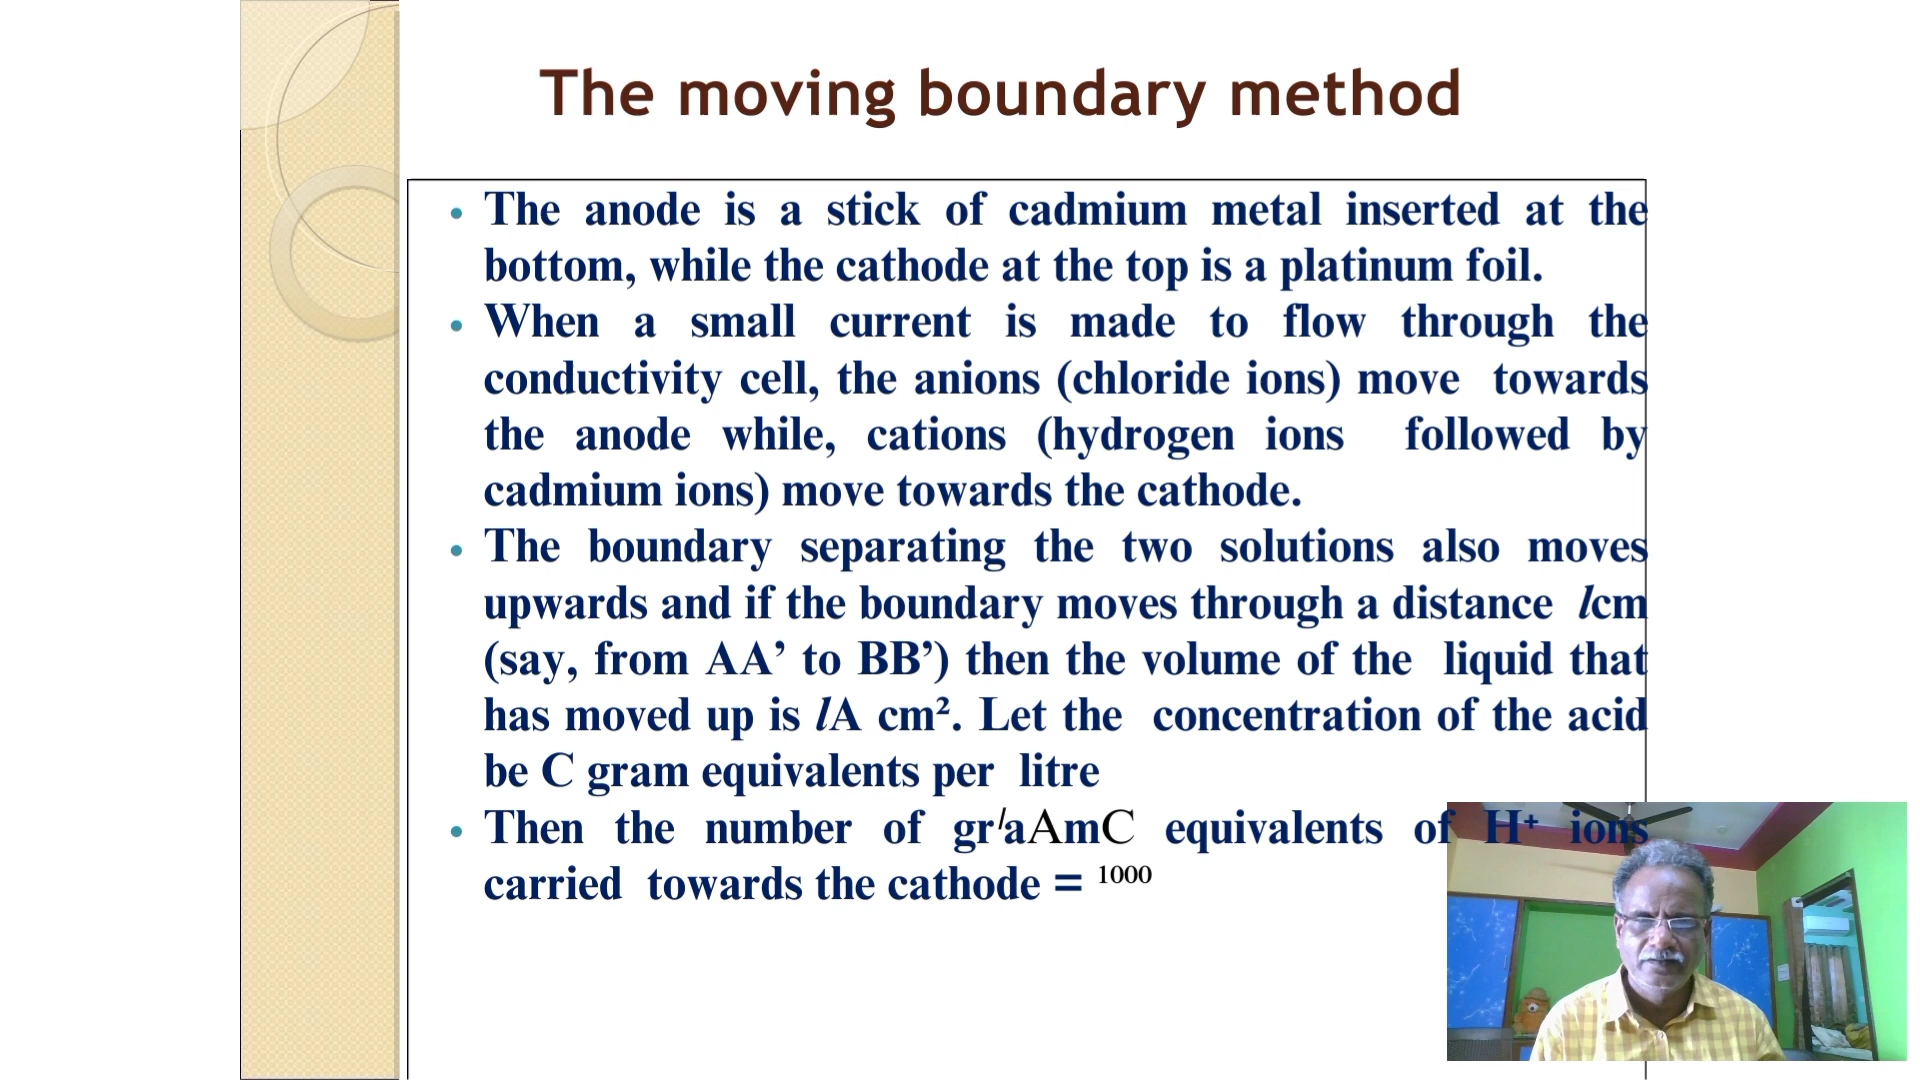 The moving boundary method
• The anode is a stick of cadmium metal inserted at the
bottom, while the cathode at the top is a platinum foil.
• When a small current is made to flow through the
conductivity cell, the anions (chloride ions) move towards
the anode while, cations (hydrogen ions followed by
cadmium ions) move towards the cathode.
• The boundary separating the two solutions also moves
upwards and if the boundary moves through a distance lcm
(say, from AA’ to BB’) then the volume of the liquid that
has moved up is lA cm². Let the concentration of the acid
be C gram equivalents per litre
• Then the number of grlaAmC equivalents of H⁺ ions
carried towards the cathode = 1000